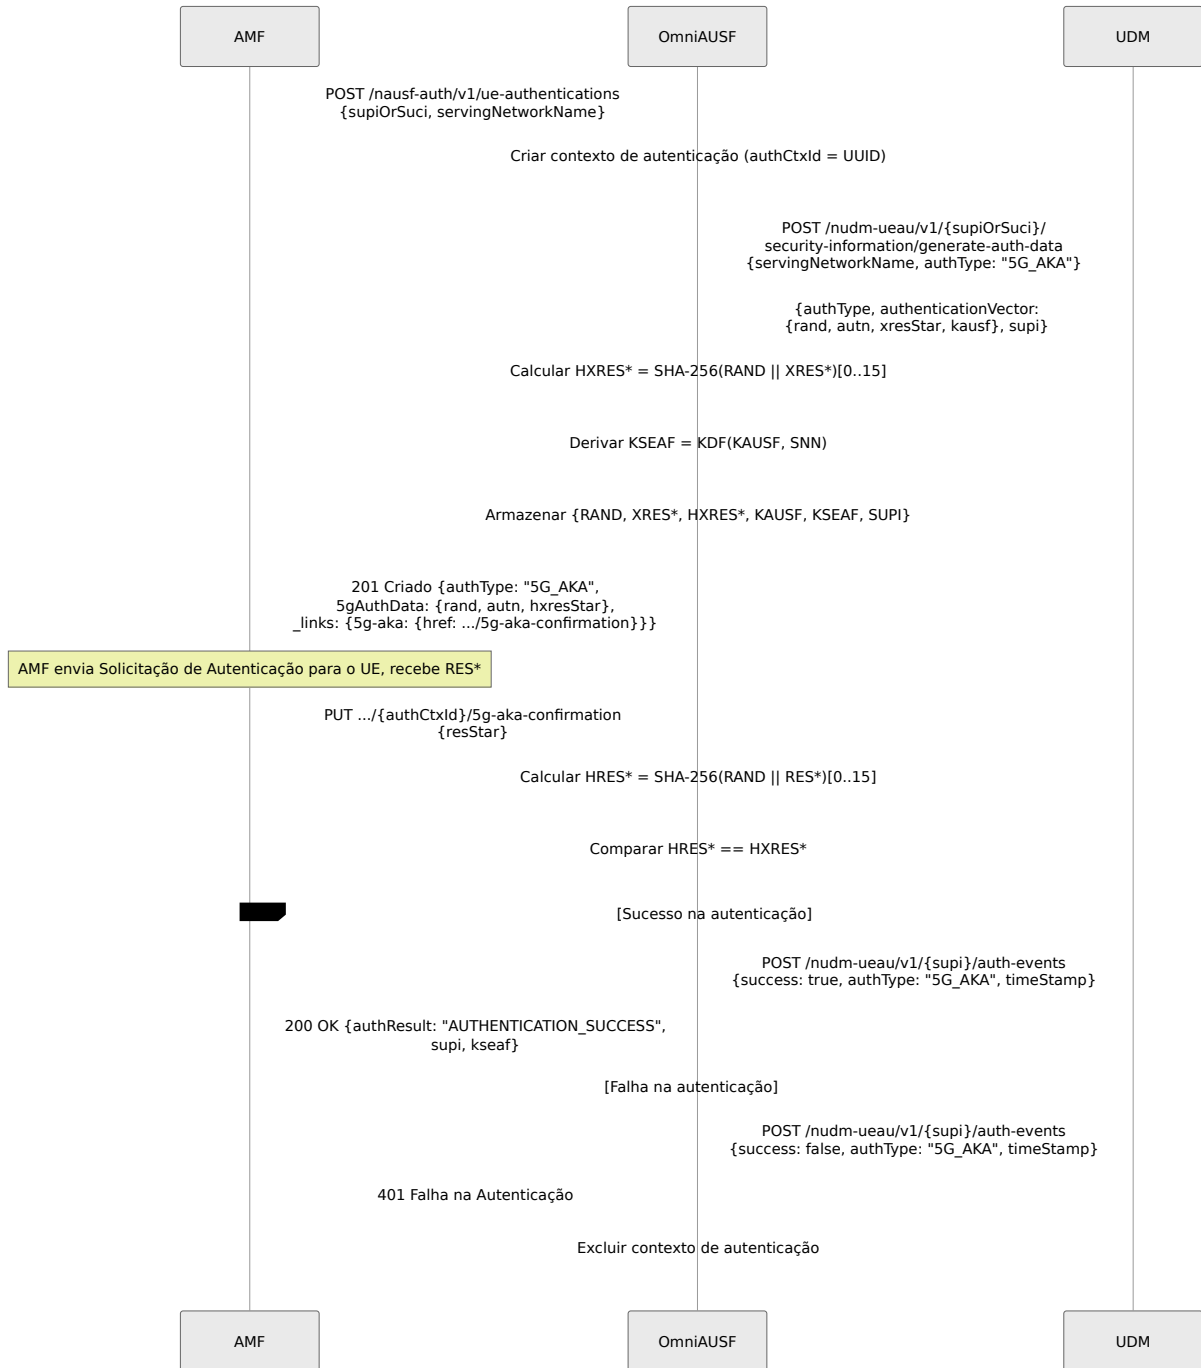 AMF
OmniAUSF
UDM
POST /nausf-auth/v1/ue-authentications
{supiOrSuci, servingNetworkName}
Criar contexto de autenticação (authCtxId = UUID)
POST /nudm-ueau/v1/{supiOrSuci}/
security-information/generate-auth-data
{servingNetworkName, authType: "5G_AKA"}
{authType, authenticationVector:
{rand, autn, xresStar, kausf}, supi}
Calcular HXRES* = SHA-256(RAND || XRES*)[0..15]
Derivar KSEAF = KDF(KAUSF, SNN)
Armazenar {RAND, XRES*, HXRES*, KAUSF, KSEAF, SUPI}
201 Criado {authType: "5G_AKA",
5gAuthData: {rand, autn, hxresStar},
_links: {5g-aka: {href: .../5g-aka-confirmation}}}
AMF envia Solicitação de Autenticação para o UE, recebe RES*
PUT .../{authCtxId}/5g-aka-confirmation
{resStar}
Calcular HRES* = SHA-256(RAND || RES*)[0..15]
Comparar HRES* == HXRES*
[Sucesso na autenticação]
POST /nudm-ueau/v1/{supi}/auth-events
{success: true, authType: "5G_AKA", timeStamp}
200 OK {authResult: "AUTHENTICATION_SUCCESS",
supi, kseaf}
[Falha na autenticação]
POST /nudm-ueau/v1/{supi}/auth-events
{success: false, authType: "5G_AKA", timeStamp}
401 Falha na Autenticação
Excluir contexto de autenticação
AMF
OmniAUSF
UDM